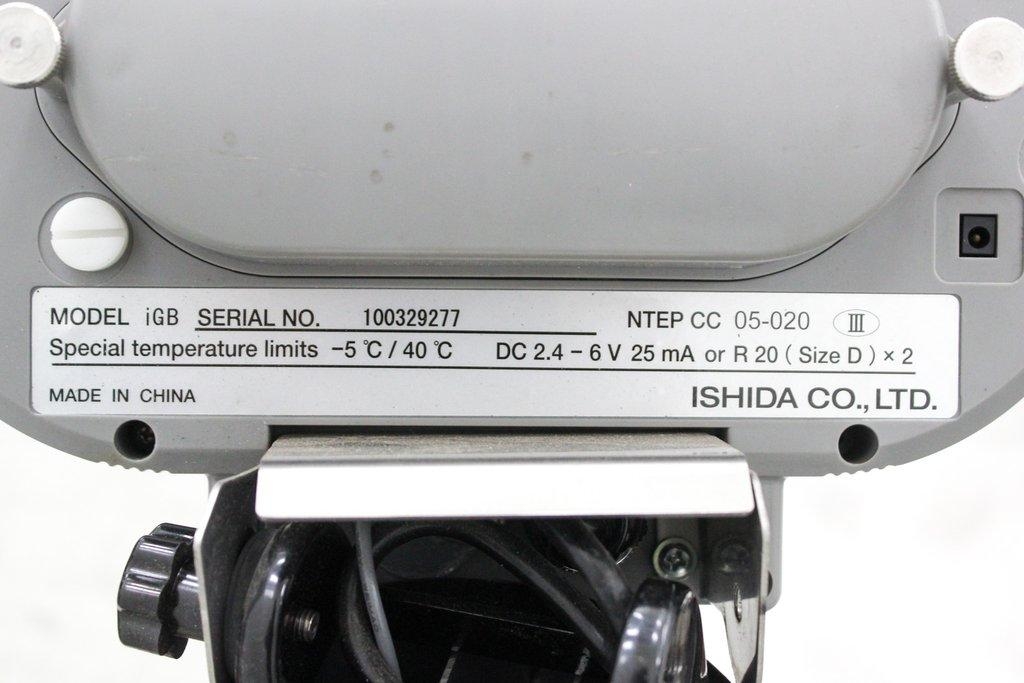 MODEL iGB SERIAL NO. 100329277 NTEP CC 05-020 III
Special temperature limits -5 ℃ / 40 ℃ DC 2.4 – 6 V 25 mA or R 20 ( Size D ) × 2
MADE IN CHINA ISHIDA CO., LTD.